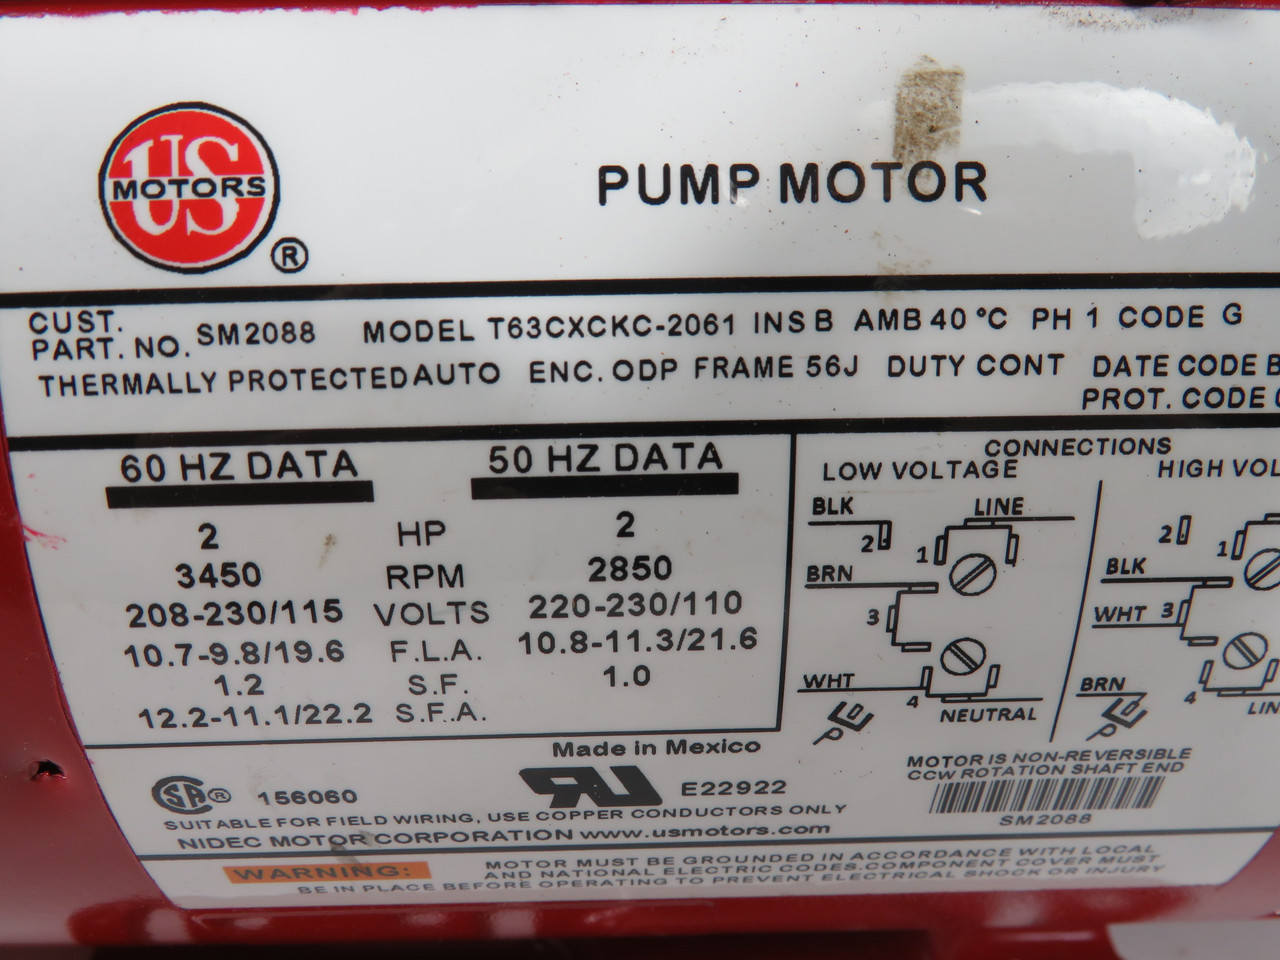 US
MOTORS
®
PUMP MOTOR
CUST.
PART. NO. SM2088 MODEL T63CXCKC-2061 INS B AMB 40 °C PH 1 CODE G
THERMALLY PROTECTED AUTO ENC. ODP FRAME 56J DUTY CONT DATE CODE B
PROT. CODE
60 HZ DATA 50 HZ DATA
2 HP 2
3450 RPM 2850
208-230/115 VOLTS 220-230/110
10.7-9.8/19.6 F.L.A. 10.8-11.3/21.6
1.2 S.F. 1.0
12.2-11.1/22.2 S.F.A.
CONNECTIONS
LOW VOLTAGE
BLK LINE
2 1
BRN
3
WHT
4 NEUTRAL
P
HIGH VOL
2 1
BLK
WHT 3
BRN
4 LIN
P
MOTOR IS NON-REVERSIBLE
CCW ROTATION SHAFT END
SM2088
Made in Mexico
SA ® 156060 RU E22922
SUITABLE FOR FIELD WIRING, USE COPPER CONDUCTORS ONLY
NIDEC MOTOR CORPORATION www.usmotors.com
WARNING: MOTOR MUST BE GROUNDED IN ACCORDANCE WITH LOCAL
AND NATIONAL ELECTRIC CODES. COMPONENT COVER MUST
BE IN PLACE BEFORE OPERATING TO PREVENT ELECTRICAL SHOCK OR INJURY